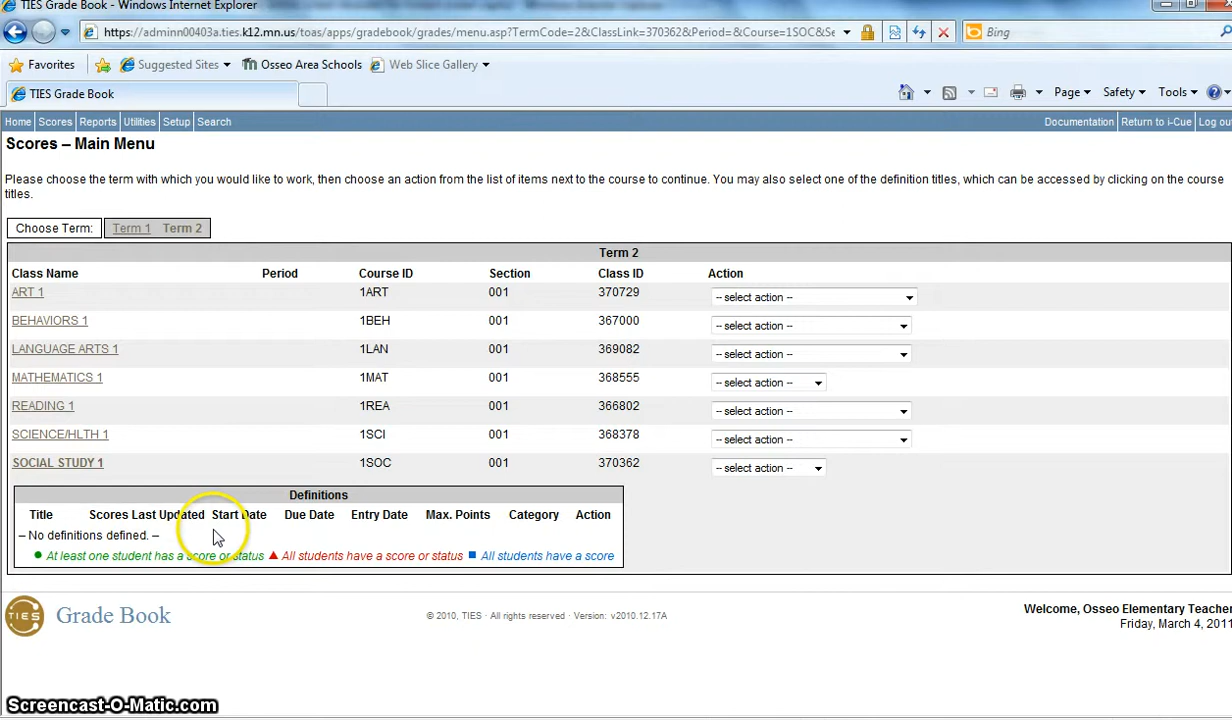 TIES Grade Book - Windows Internet Explorer
https://adminn00403a.ties.k12.mn.us/toas/apps/gradebook/grades/menu.asp?TermCode=2&ClassLink=370362&Period=&Course=1SOC&Se
Bing
Favorites Suggested Sites Osseo Area Schools Web Slice Gallery
TIES Grade Book Page Safety Tools
Home Scores Reports Utilities Setup Search Documentation Return to i-Cue Log ou
Scores – Main Menu
Please choose the term with which you would like to work, then choose an action from the list of items next to the course to continue. You may also select one of the definition titles, which can be accessed by clicking on the course
titles.
Choose Term: Term 1 Term 2
Term 2
Class Name Period Course ID Section Class ID Action
ART 1 1ART 001 370729 -- select action --
BEHAVIORS 1 1BEH 001 367000 -- select action --
LANGUAGE ARTS 1 1LAN 001 369082 -- select action --
MATHEMATICS 1 1MAT 001 368555 -- select action --
READING 1 1REA 001 366802 -- select action --
SCIENCE/HLTH 1 1SCI 001 368378 -- select action --
SOCIAL STUDY 1 1SOC 001 370362 -- select action --
Definitions
Title Scores Last Updated Start Date Due Date Entry Date Max. Points Category Action
-- No definitions defined. --
At least one student has a score or status All students have a score or status All students have a score
TIES Grade Book © 2010, TIES · All rights reserved · Version: v2010.12.17A Welcome, Osseo Elementary Teacher
Friday, March 4, 2011
Screencast-O-Matic.com